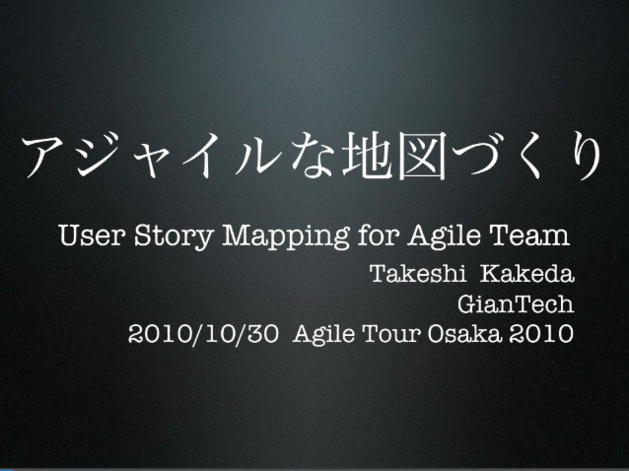 アジャイルな地図づくり
User Story Mapping for Agile Team
Takeshi Kakeda
GianTech
2010/10/30 Agile Tour Osaka 2010